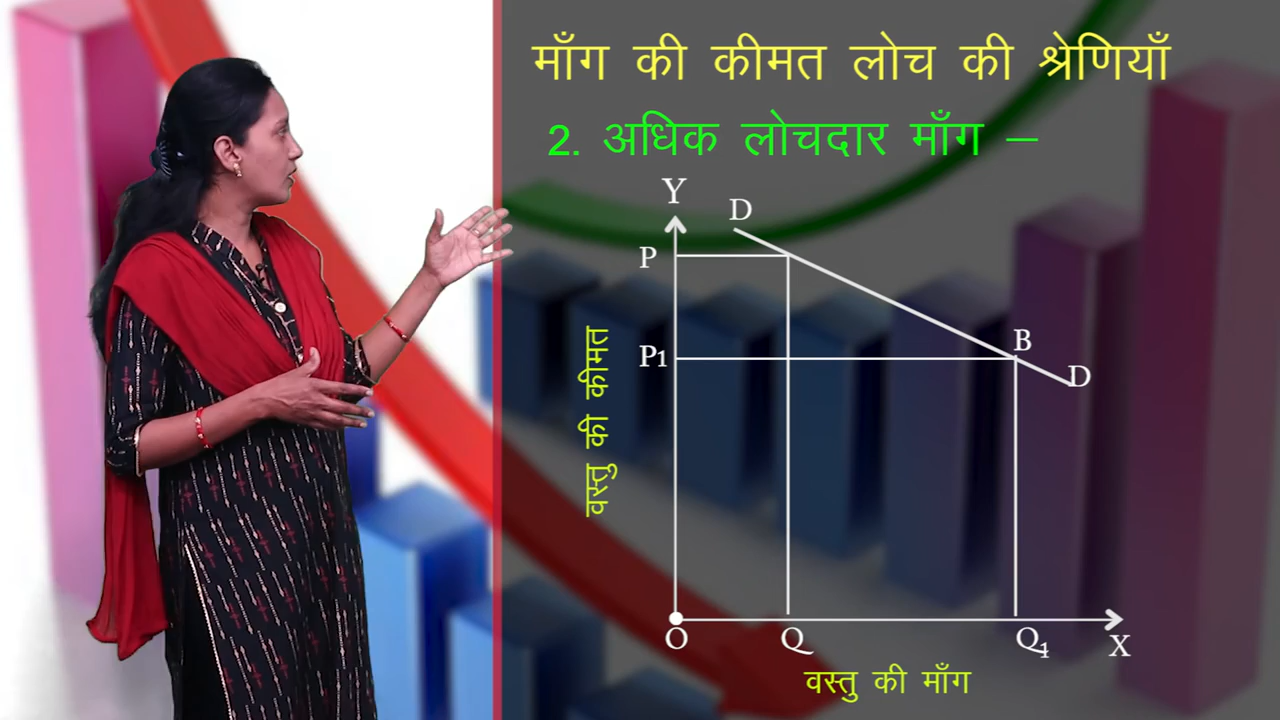 माँग की कीमत लोच की श्रेणियाँ
2. अधिक लोचदार माँग –
Y
D
P
B
P1
D
वस्तु की कीमत
O
Q
Q1
X
वस्तु की माँग